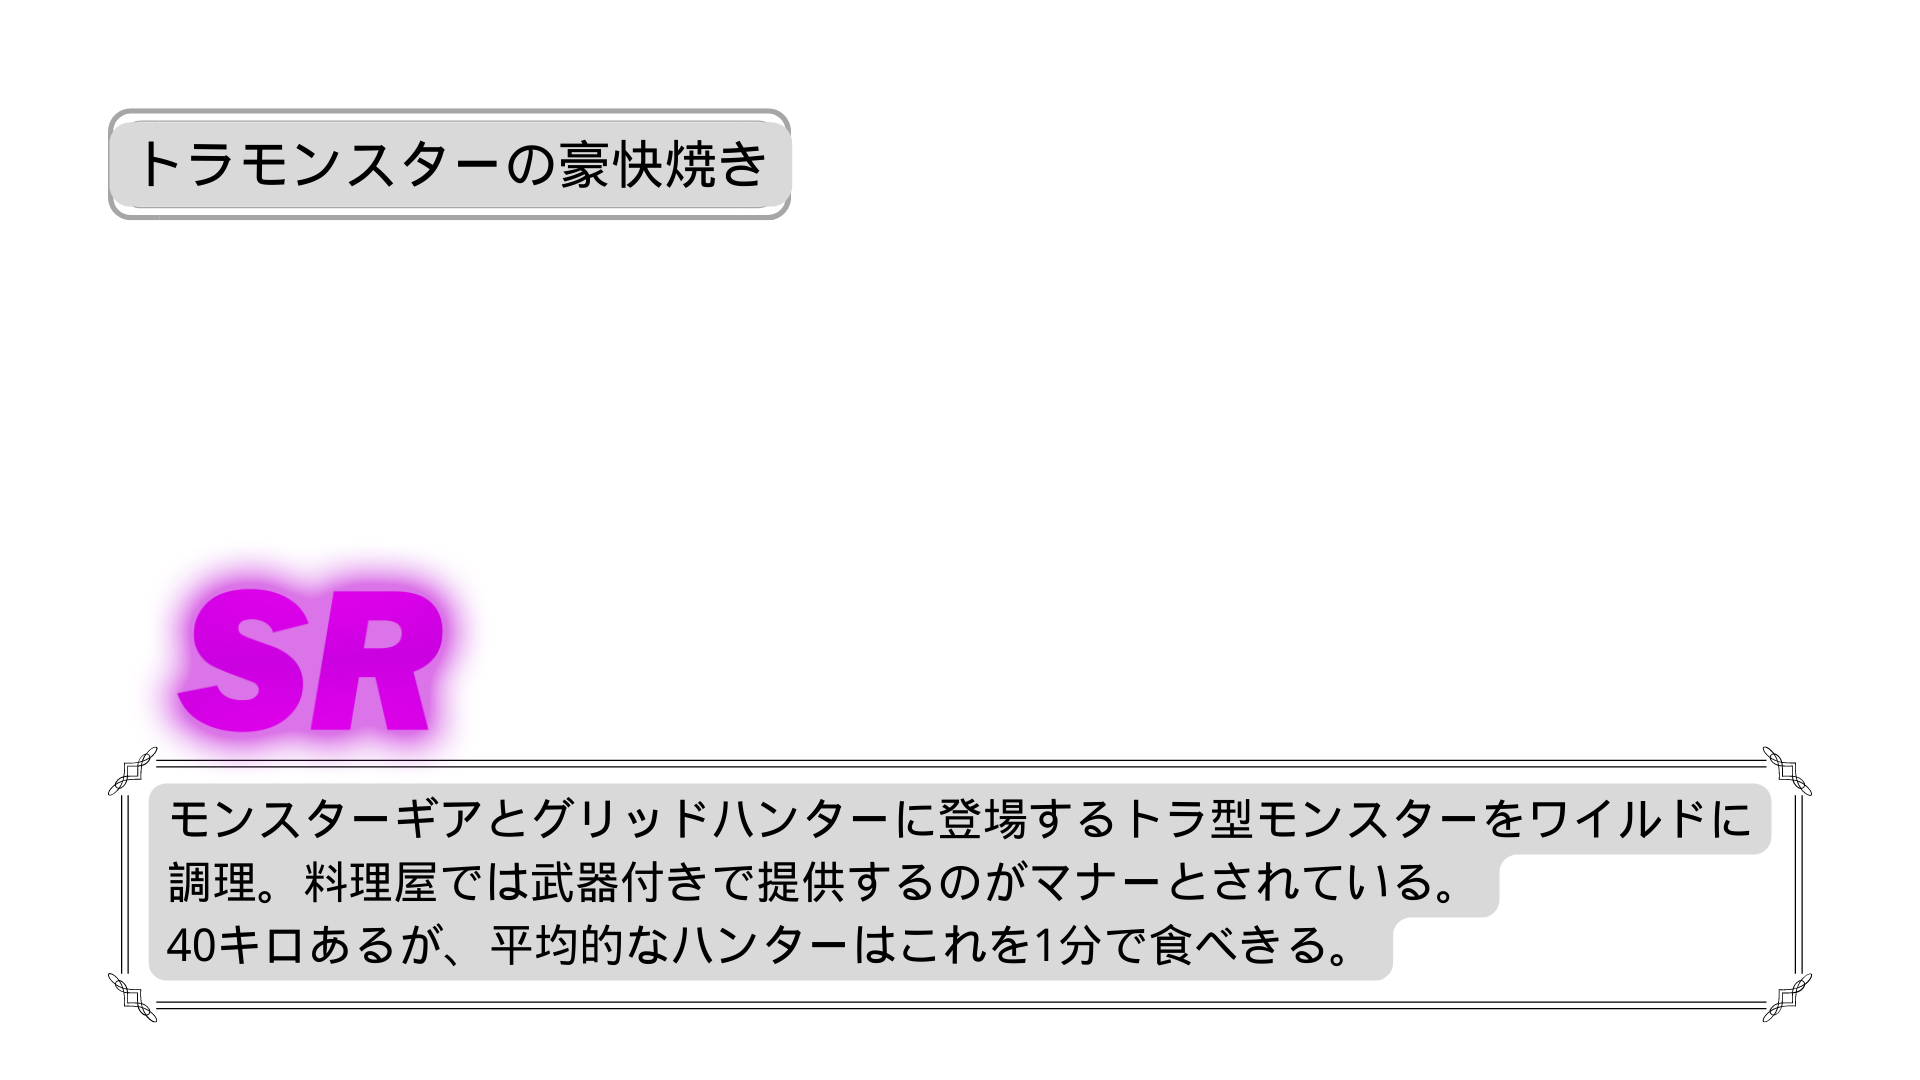 トラモンスターの豪快焼き
SR
モンスターギアとグリッドハンターに登場するトラ型モンスターをワイルドに
調理。料理屋では武器付きで提供するのがマナーとされている。
40キロあるが、平均的なハンターはこれを1分で食べきる。